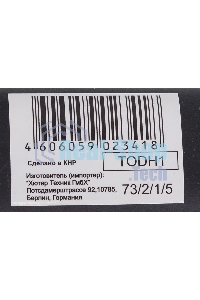 4 606059 023418
Сделано в КНР
TODH1
Изготовитель (импортер):
"Хютер Техник ГмбХ"
Потсдамерштрассе 92,10785,
Берлин, Германия
73/2/1/5